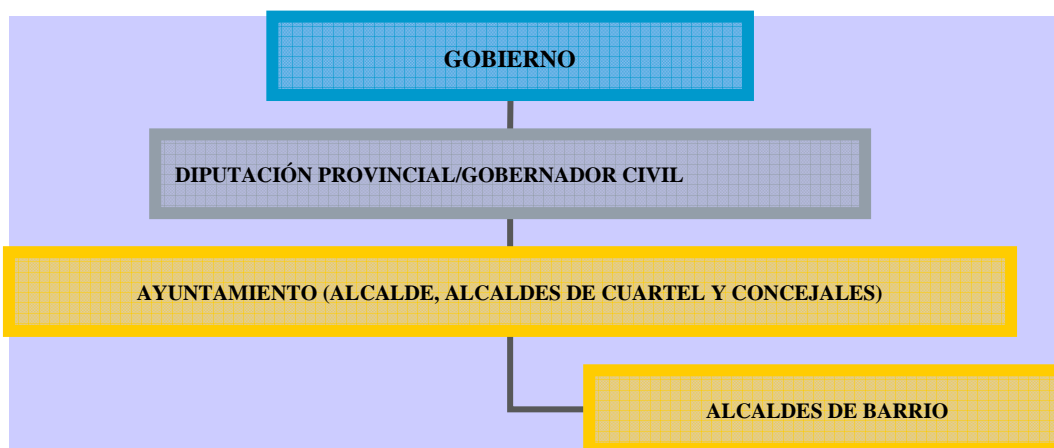 GOBIERNO
DIPUTACIÓN PROVINCIAL/GOBERNADOR CIVIL
AYUNTAMIENTO (ALCALDE, ALCALDES DE CUARTEL Y CONCEJALES)
ALCALDES DE BARRIO